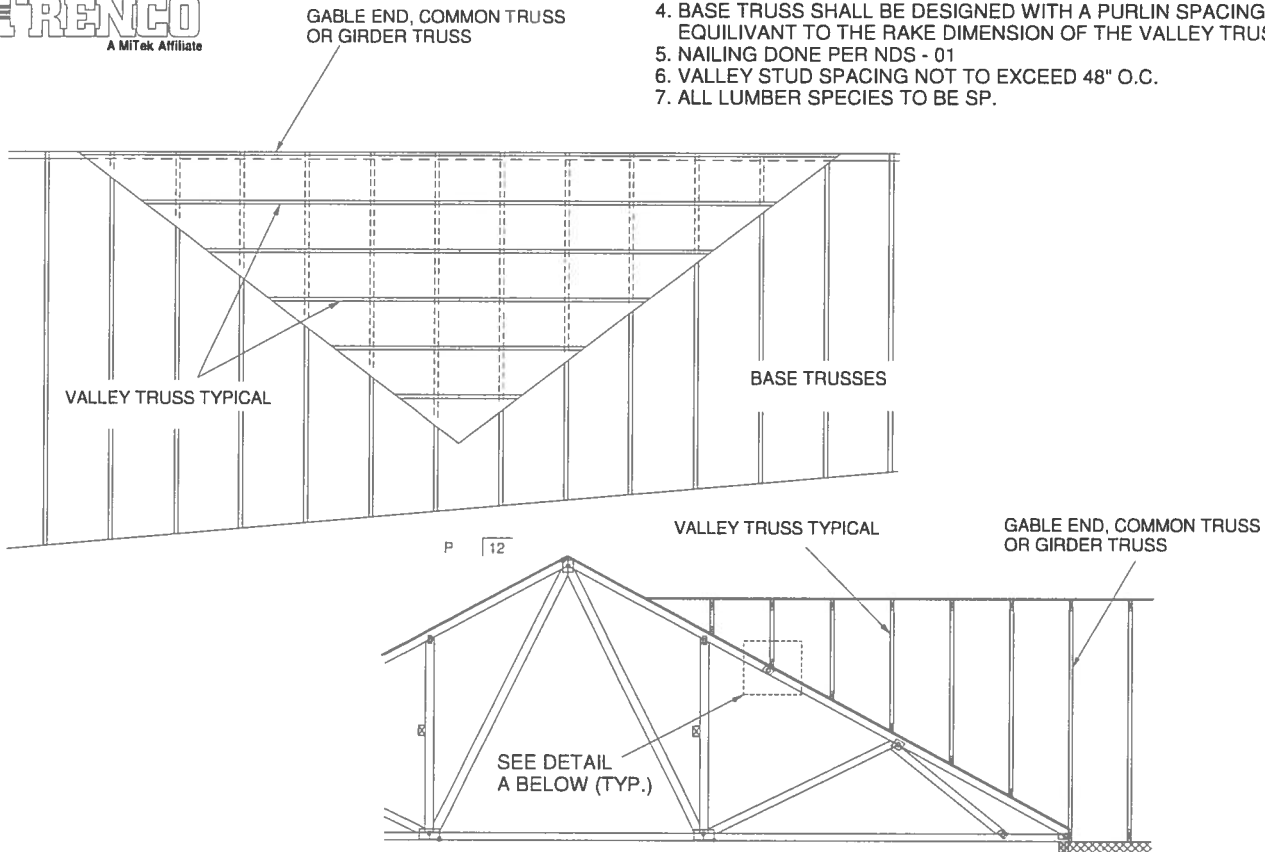 TRENCO
A MiTek Affiliate
GABLE END, COMMON TRUSS
OR GIRDER TRUSS
4. BASE TRUSS SHALL BE DESIGNED WITH A PURLIN SPACING
EQUILIVANT TO THE RAKE DIMENSION OF THE VALLEY TRUS
5. NAILING DONE PER NDS - 01
6. VALLEY STUD SPACING NOT TO EXCEED 48" O.C.
7. ALL LUMBER SPECIES TO BE SP.
VALLEY TRUSS TYPICAL
BASE TRUSSES
P 12
VALLEY TRUSS TYPICAL
GABLE END, COMMON TRUSS
OR GIRDER TRUSS
SEE DETAIL
A BELOW (TYP.)